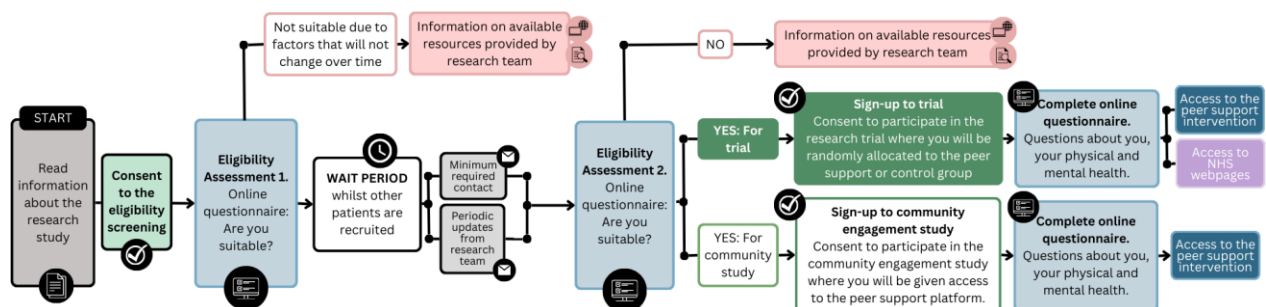 START
Read
information
about the
research
study
Consent
to the
eligibility
screening
Not suitable due to
factors that will not
change over time
Information on available
resources provided by
research team
Eligibility
Assessment 1.
Online
questionnaire:
Are you
suitable?
WAIT PERIOD
whilst other
patients are
recruited
Minimum
required
contact
Periodic
updates
from
research
team
Eligibility
Assessment 2.
Online
questionnaire:
Are you
suitable?
NO
Information on available resources
provided by research team
YES: For
trial
Sign-up to trial
Consent to participate in the
research trial where you will be
randomly allocated to the peer
support or control group
Complete online
questionnaire.
Questions about you,
your physical and
mental health.
Access to the
peer support
intervention
Access to
NHS
webpages
YES: For
community
study
Sign-up to community
engagement study
Consent to participate in the
community engagement study
where you will be given access
to the peer support platform.
Complete online
questionnaire.
Questions about you,
your physical and
mental health.
Access to the
peer support
intervention